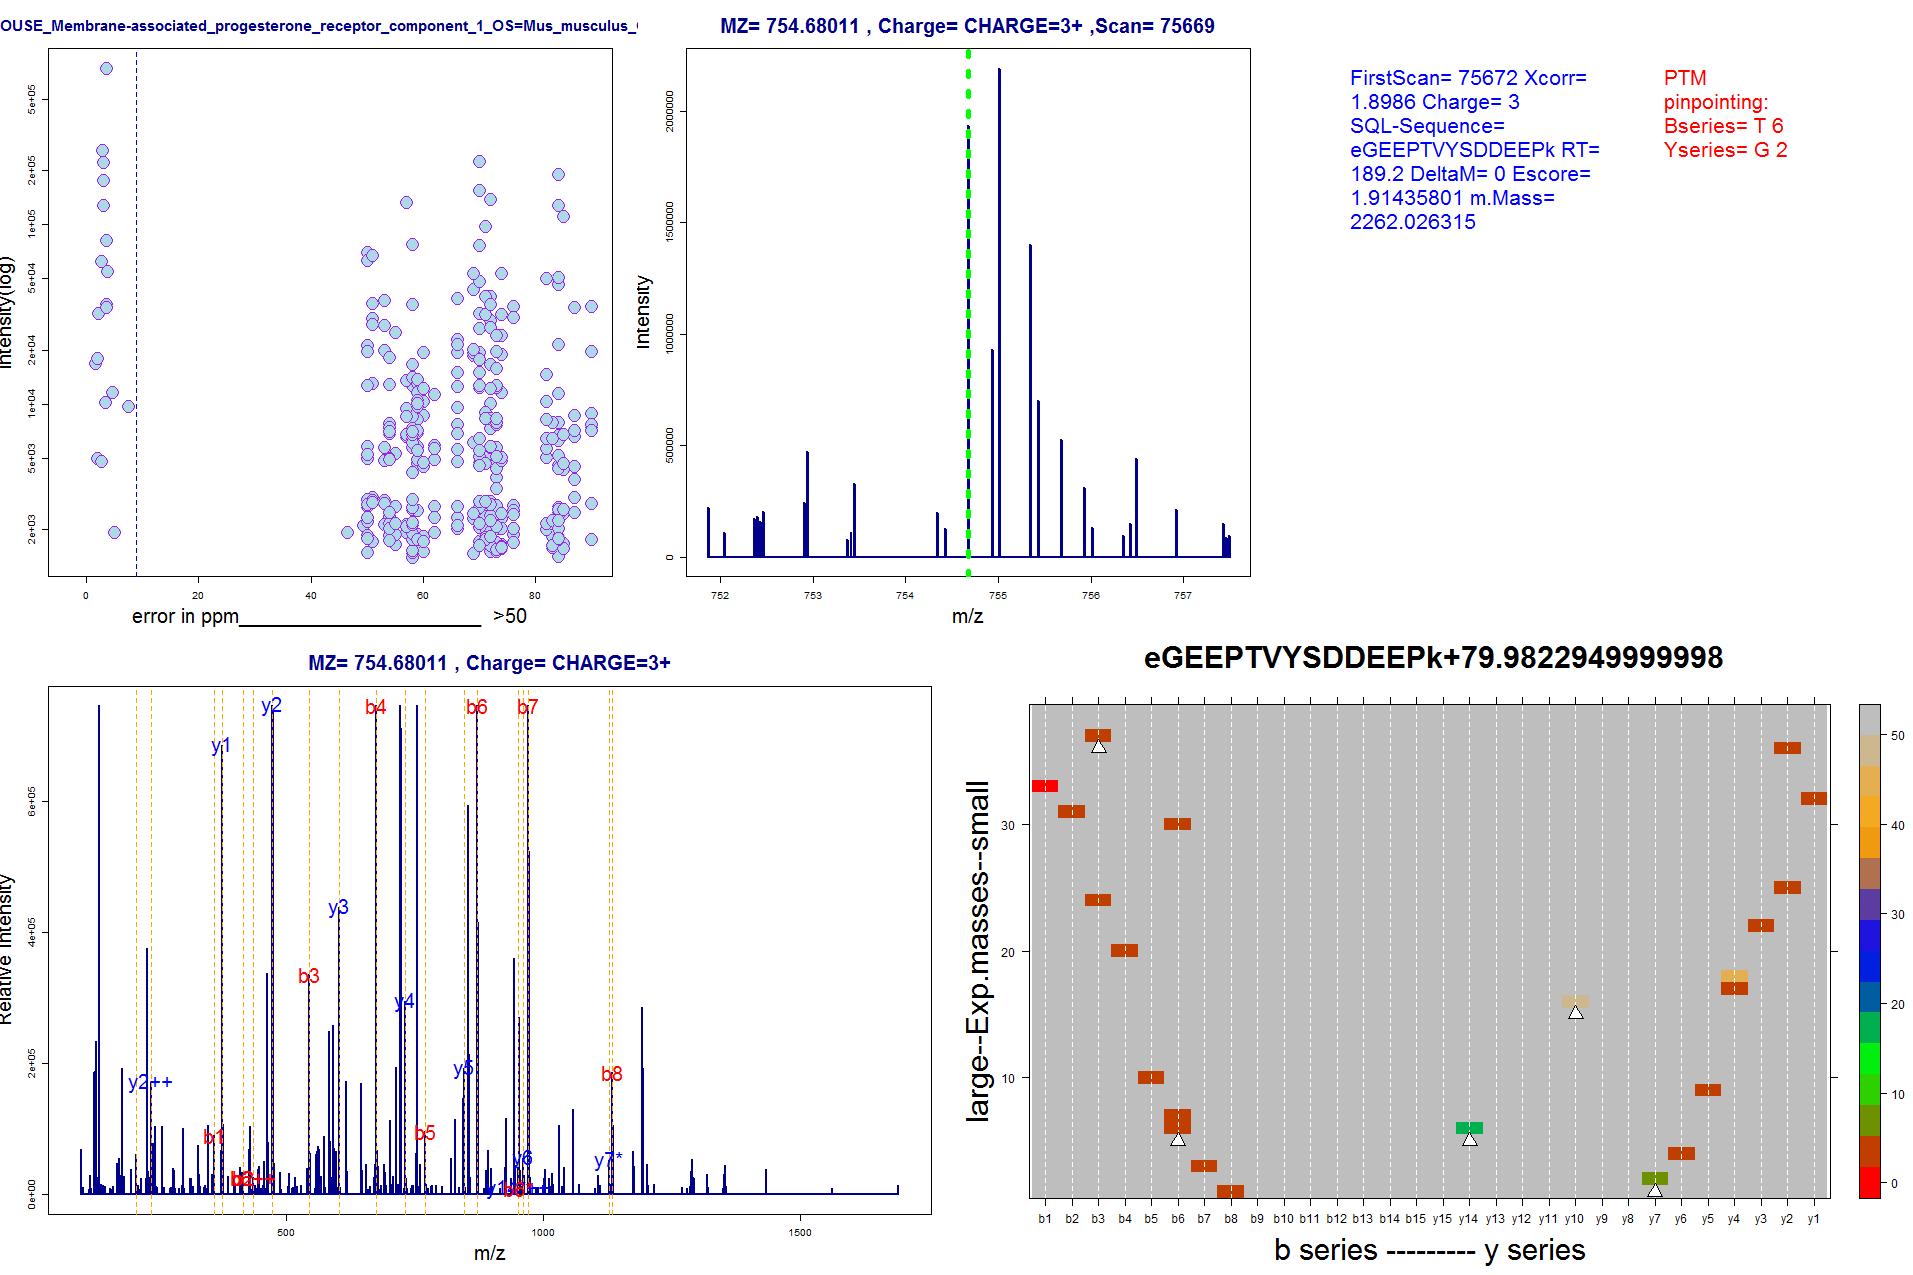 OUSE_Membrane-associated_progesterone_receptor_component_1_OS=Mus_musculus_
Intensity(log)
5e+05
2e+05
1e+05
5e+04
2e+04
1e+04
5e+03
2e+03
0 20 40 60 80
error in ppm______________________ >50
MZ= 754.68011 , Charge= CHARGE=3+ ,Scan= 75669
Intensity
2000000
1500000
1000000
500000
0
752 753 754 755 756 757
m/z
FirstScan= 75672 Xcorr=
1.8986 Charge= 3
SQL-Sequence=
eGEEPTVYSDDEEPk RT=
189.2 DeltaM= 0 Escore=
1.91435801 m.Mass=
2262.026315
PTM
pinpointing:
Bseries= T 6
Yseries= G 2
MZ= 754.68011 , Charge= CHARGE=3+
Relative Intensity
6e+05
4e+05
2e+05
0e+00
y2
b4
b6
b7
y1
y3
b3
y4
y2++
y5
b8
b1
b5
y6
y7*
500 1000 1500
m/z
eGEEPTVYSDDEEPk+79.9822949999998
large--Exp.masses--small
30
20
10
b1 b2 b3 b4 b5 b6 b7 b8 b9 b10 b11 b12 b13 b14 b15 y15 y14 y13 y12 y11 y10 y9 y8 y7 y6 y5 y4 y3 y2 y1
b series --------- y series
50
40
30
20
10
0